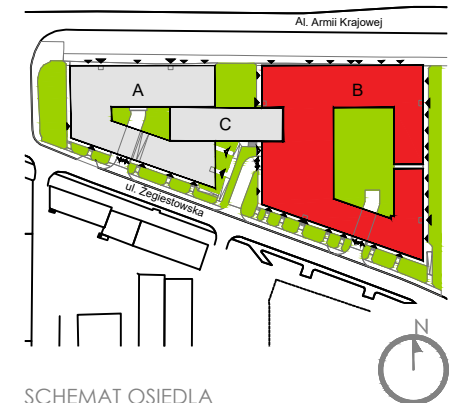 Al. Armii Krajowej
A
B
C
ul. Żegiestowska
N
SCHEMAT OSIEDLA